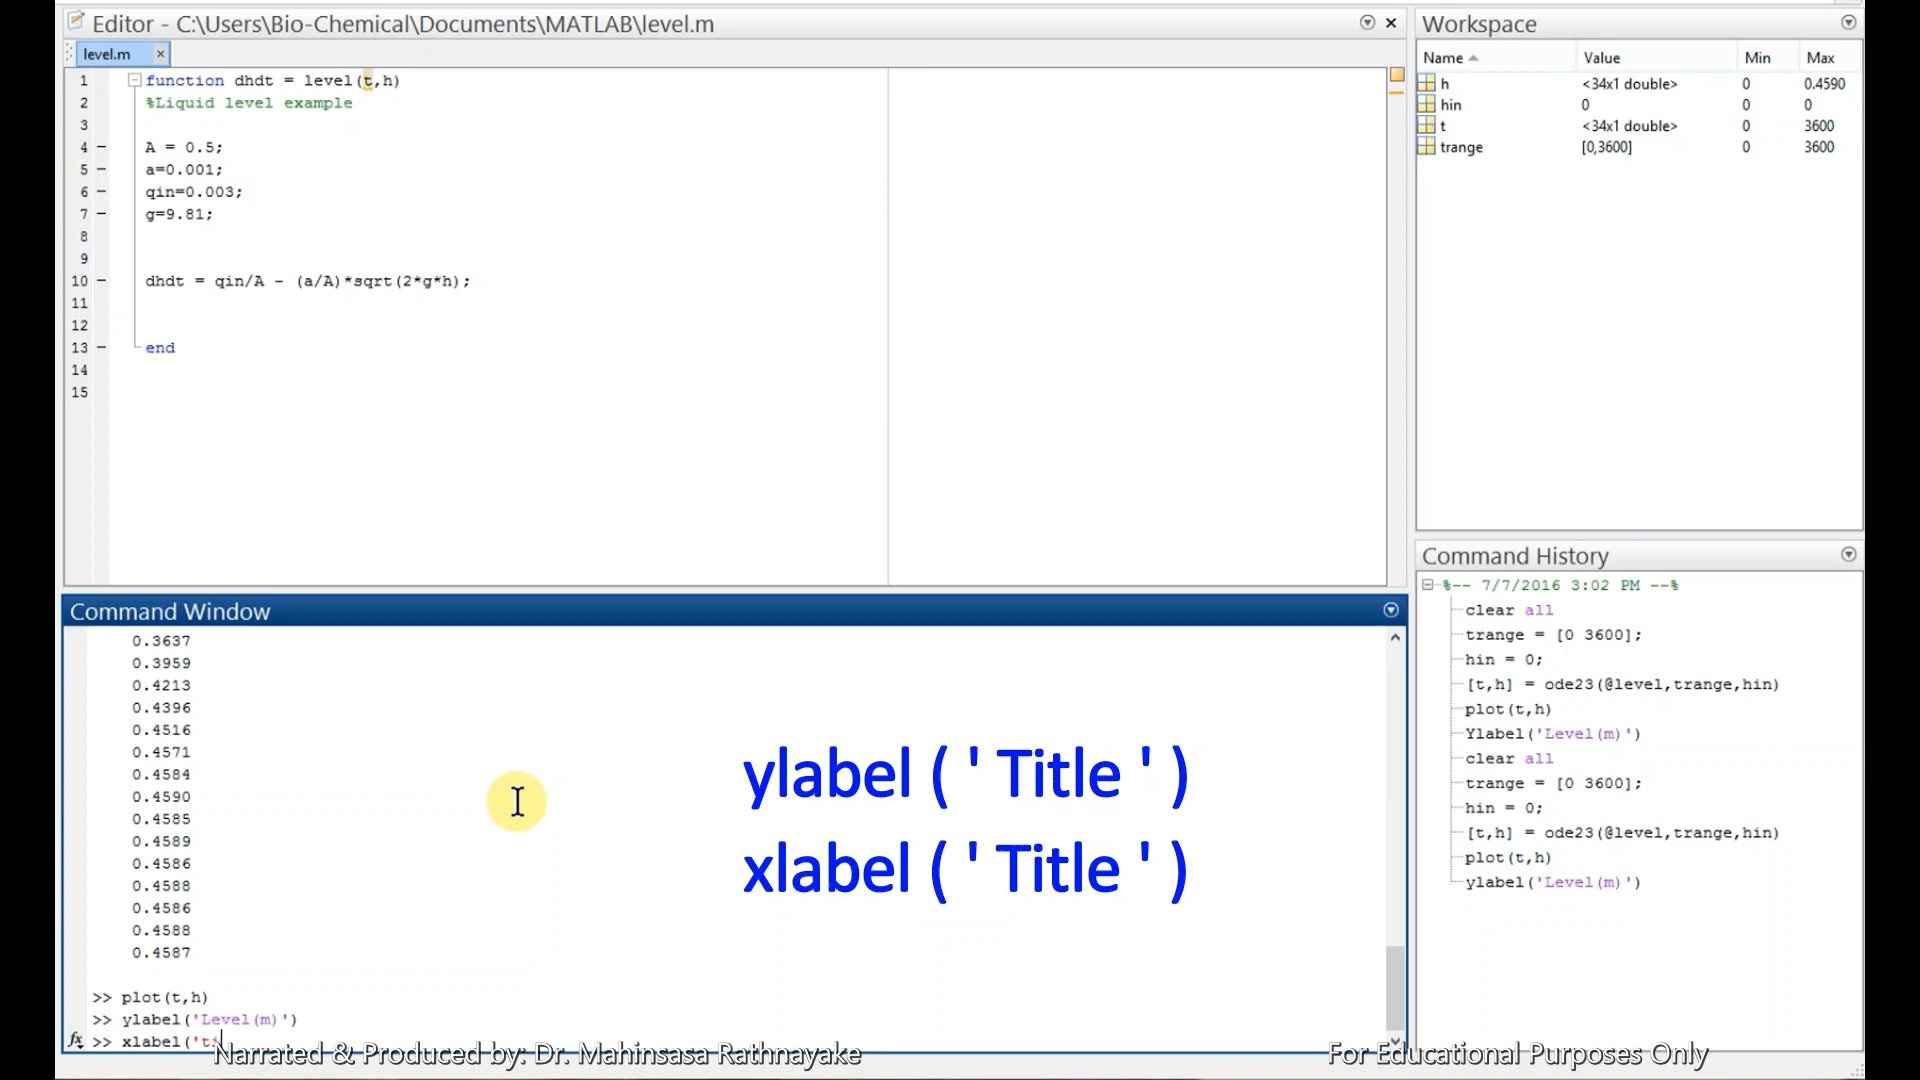 Editor - C:\Users\Bio-Chemical\Documents\MATLAB\level.m
level.m
1 function dhdt = level(t,h)
2 %Liquid level example
3
4 A = 0.5;
5 a=0.001;
6 qin=0.003;
7 g=9.81;
8
9
10 dhdt = qin/A - (a/A)*sqrt(2*g*h);
11
12
13 end
14
15
Workspace
Name Value Min Max
h <34x1 double> 0 0.4590
hin 0 0 0
t <34x1 double> 0 3600
trange [0,3600] 0 3600
Command History
%-- 7/7/2016 3:02 PM --%
clear all
trange = [0 3600];
hin = 0;
[t,h] = ode23(@level,trange,hin)
plot(t,h)
Ylabel('Level(m)')
clear all
trange = [0 3600];
hin = 0;
[t,h] = ode23(@level,trange,hin)
plot(t,h)
ylabel('Level(m)')
Command Window
0.3637
0.3959
0.4213
0.4396
0.4516
0.4571
0.4584
0.4590
0.4585
0.4589
0.4586
0.4588
0.4586
0.4588
0.4587
>> plot(t,h)
>> ylabel('Level(m)')
fx >> xlabel('ti
ylabel ( ' Title ' )
xlabel ( ' Title ' )
Narrated & Produced by: Dr. Mahinsasa Rathnayake
For Educational Purposes Only